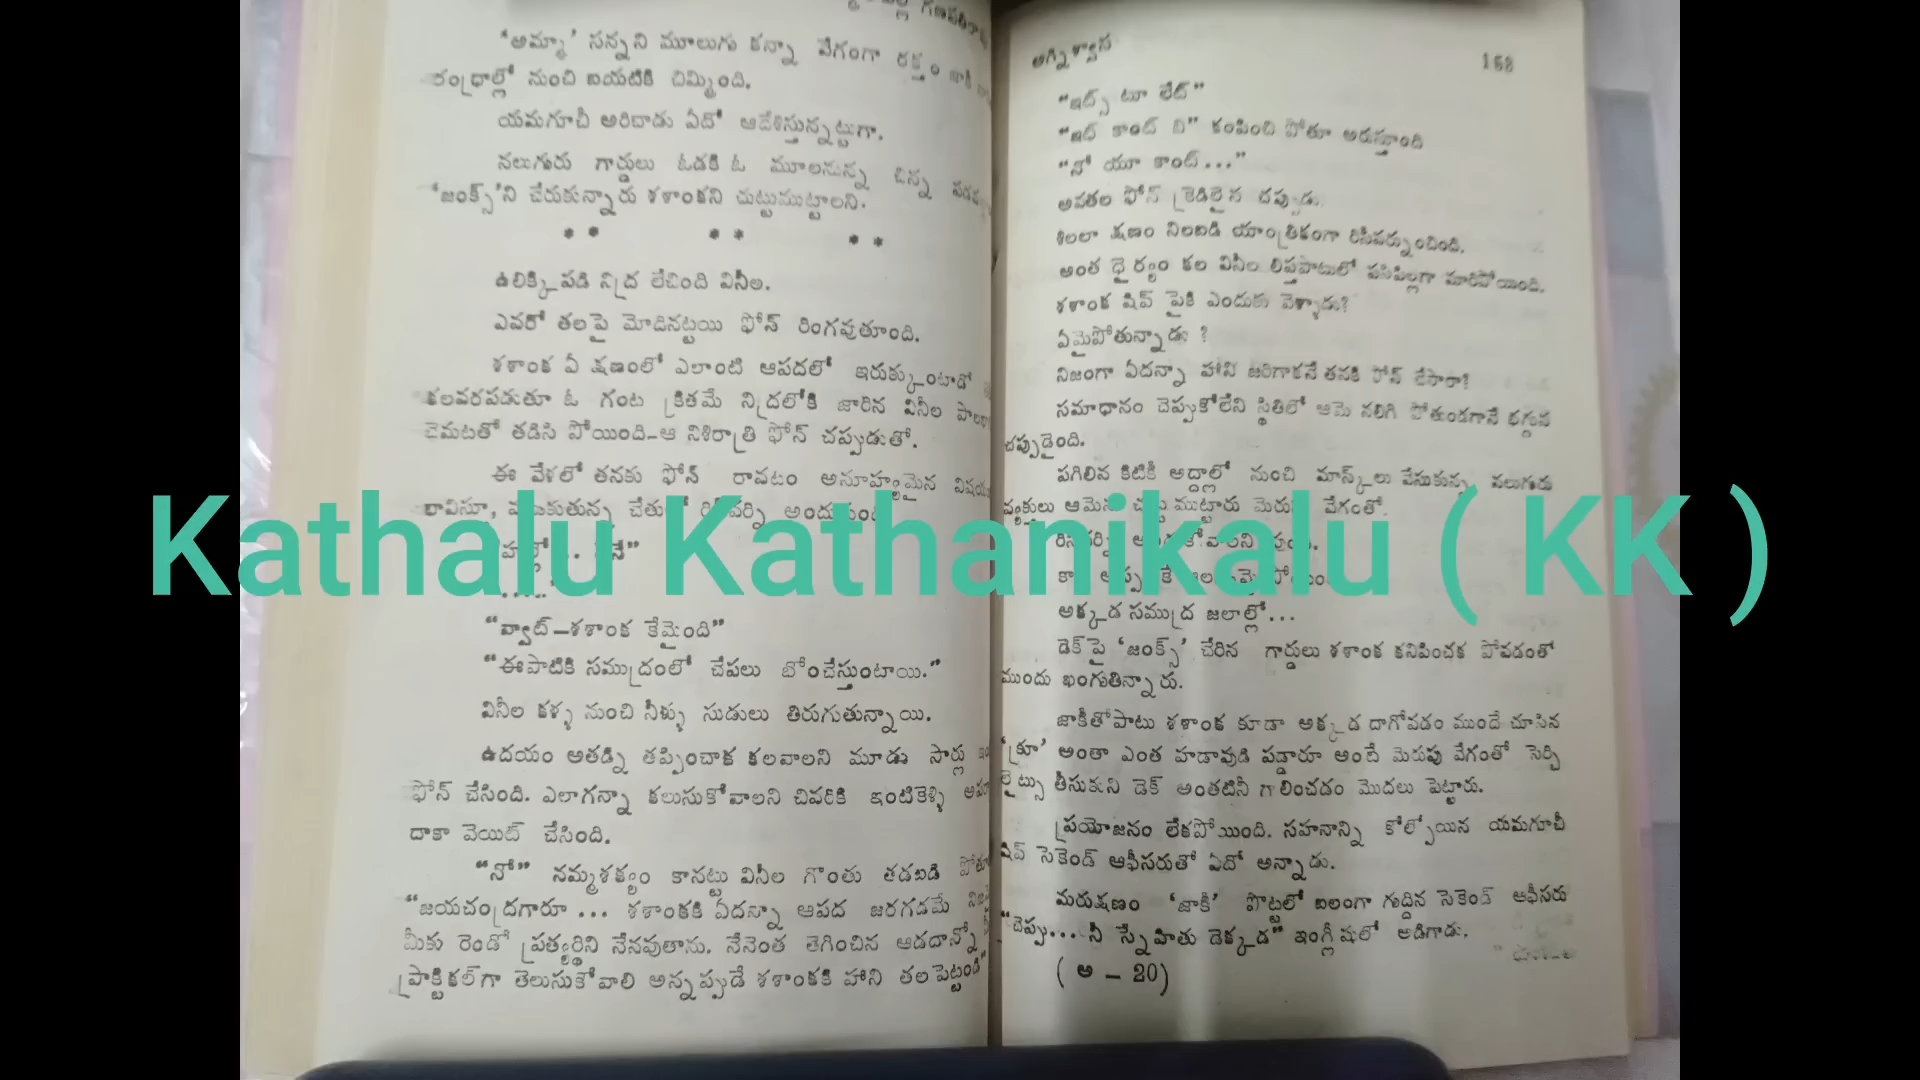 'అమ్మా' సన్నని మూలుగు కన్నా వేగంగా రక్తం జాకీ
రంధ్రాల్లో నుంచి బయటికి చిమ్మింది.
యమగూచీ అరిచాడు ఏదో ఆదేశిస్తున్నట్టుగా.
నలుగురు గార్డులు ఓడకి ఓ మూలనున్న చిన్న
'జంక్స్'ని చేరుకున్నారు శశాంకని చుట్టుముట్టాలని.
** ** **
ఉలిక్కిపడి నిద్ర లేచింది వినీల.
ఎవరో తలపై మోదినట్టయి ఫోన్ రింగవుతూంది.
శశాంక ఏ క్షణంలో ఎలాంటి ఆపదలో ఇరుక్కుంటాడో
కలవరపడుతూ ఓ గంట క్రితమే నిద్రలోకి జారిన వినీల
చెమటతో తడిసి పోయింది–ఆ నిశిరాత్రి ఫోన్ చప్పుడుతో.
ఈ వేళలో తనకు ఫోన్ రావటం అనూహ్యమైన
"వ్వాట్–శశాంక కేమైంది"
"ఈపాటికి సముద్రంలో చేపలు బోంచేస్తుంటాయి."
వినీల కళ్ళ నుంచి నీళ్ళు సుడులు తిరుగుతున్నాయి.
ఉదయం అతడ్ని తప్పించాక కలవాలని మూడు సార్లు
ఫోన్ చేసింది. ఎలాగన్నా కలుసుకోవాలని చివరికి ఇంటికెళ్ళి
దాకా వెయిట్ చేసింది.
"నో" నమ్మశక్యం కానట్టు వినీల గొంతు తడబడి
"జయచంద్రగారూ ... శశాంకకి ఏదన్నా ఆపద జరగడమే
మీకు రెండో ప్రత్యర్థిని నేనవుతాను. నేనెంత తెగించిన ఆడదాన్నో
ప్రాక్టికల్‌గా తెలుసుకోవాలి అన్నప్పుడే శశాంకకి హాని తలపెట్టండి"
అగ్నిశ్వాస 153
"ఇట్స్ టూ లేట్"
"ఇట్ కాంట్ బి" కంపించి పోతూ అరుస్తూంది
"నో యూ కాంట్..."
అవతల ఫోన్ క్రెడిలైన చప్పుడు.
శిలలా క్షణం నిలబడి యాంత్రికంగా రిసీవర్నుంచింది.
అంత ధైర్యం కల వినీల లిప్తపాటులో పసిపిల్లగా మారిపోయింది.
శశాంక షిప్ పైకి ఎందుకు వెళ్ళాడు?
ఏమైపోతున్నాడు ?
నిజంగా ఏదన్నా హాని జరిగాకనే తనకి ఫోన్ చేసారా?
సమాధానం చెప్పుకోలేని స్థితిలో ఆమె నలిగి పోతుండగానే భగ్గున
చప్పుడైంది.
పగిలిన కిటికీ అద్దాల్లో నుంచి మాస్క్‌లు వేసుకున్న నలుగురు
వ్యక్తులు ఆమెను చుట్టుముట్టారు మెరుపు వేగంతో.
Kathalu Kathanikalu ( KK )
అక్కడ సముద్ర జలాల్లో...
డెక్‌పై 'జంక్స్' చేరిన గార్డులు శశాంక కనిపించక పోవడంతో
ముందు ఖంగుతిన్నారు.
జాకీతోపాటు శశాంక కూడా అక్కడ దాగోవడం ముందే చూసిన
'క్రూ' అంతా ఎంత హడావుడి పడ్డారూ అంటే మెరుపు వేగంతో సెర్చి
లైట్సు తీసుకుని డెక్ అంతటినీ గాలించడం మొదలు పెట్టారు.
ప్రయోజనం లేకపోయింది. సహనాన్ని కోల్పోయిన యమగూచీ
షిప్ సెకెండ్ ఆఫీసరుతో ఏదో అన్నాడు.
మరుక్షణం 'జాకీ' పొట్టలో బలంగా గుద్దిన సెకెండ్ ఆఫీసరు
"చెప్పు... నీ స్నేహితు డెక్కడ" ఇంగ్లీషులో అడిగాడు.
( అ – 20)